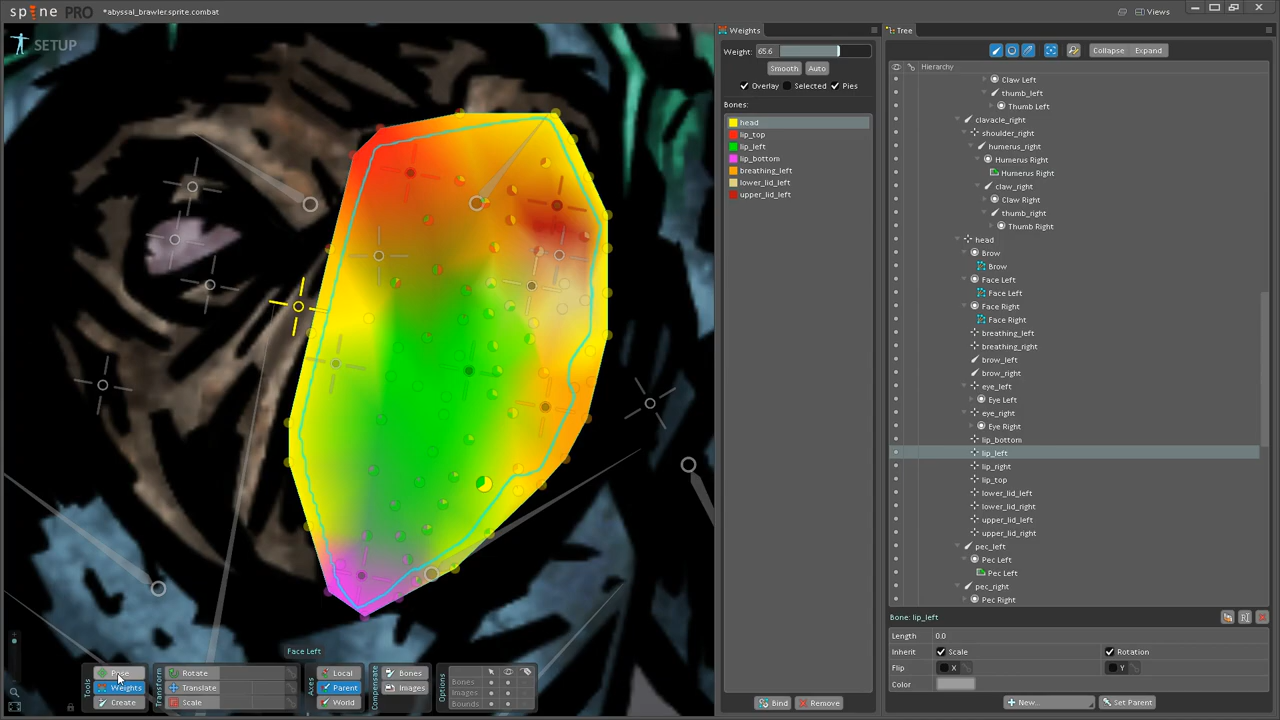 spine PRO
*abyssal_brawler.sprite.combat
Views
SETUP
Weights
Weight: 65.6
Smooth
Auto
Overlay
Selected
Pies
Bones:
head
lip_top
lip_left
lip_bottom
breathing_left
lower_lid_left
upper_lid_left
Bind
Remove
Tree
Collapse
Expand
Hierarchy
Claw Left
thumb_left
Thumb Left
clavacle_right
shoulder_right
humerus_right
Humerus Right
Humerus Right
claw_right
Claw Right
thumb_right
Thumb Right
head
Brow
Brow
Face Left
Face Left
Face Right
Face Right
breathing_left
breathing_right
brow_left
brow_right
eye_left
Eye Left
eye_right
Eye Right
lip_bottom
lip_left
lip_right
lip_top
lower_lid_left
lower_lid_right
upper_lid_left
upper_lid_right
pec_left
Pec Left
Pec Left
pec_right
Pec Right
Bone: lip_left
Length 0.0
Inherit Scale Rotation
Flip X Y
Color
New...
Set Parent
Face Left
Tools
Pose
Weights
Create
Transform
Rotate
Translate
Scale
Axes
Local
Parent
World
Compensate
Bones
Images
Options
Bones
Images
Bounds